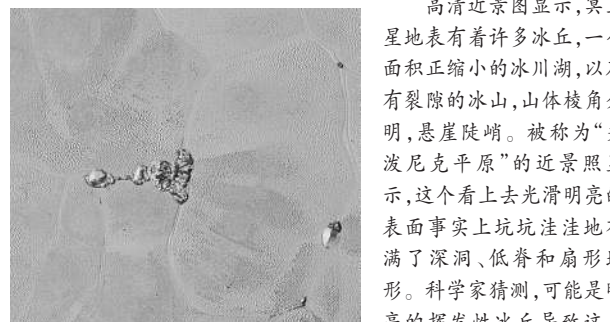 高清近景图显示,冥王
星地表有着许多冰丘,一个
面积正缩小的冰川湖,以及
有裂隙的冰山,山体棱角分
明,悬崖陡峭。被称为“
泼尼克平原”的近景照显
示,这个看上去光滑明亮的
表面事实上坑坑洼洼地布
满了深洞、低脊和扇形地
形。科学家猜测,可能是明
亮的挥发性冰丘导致这